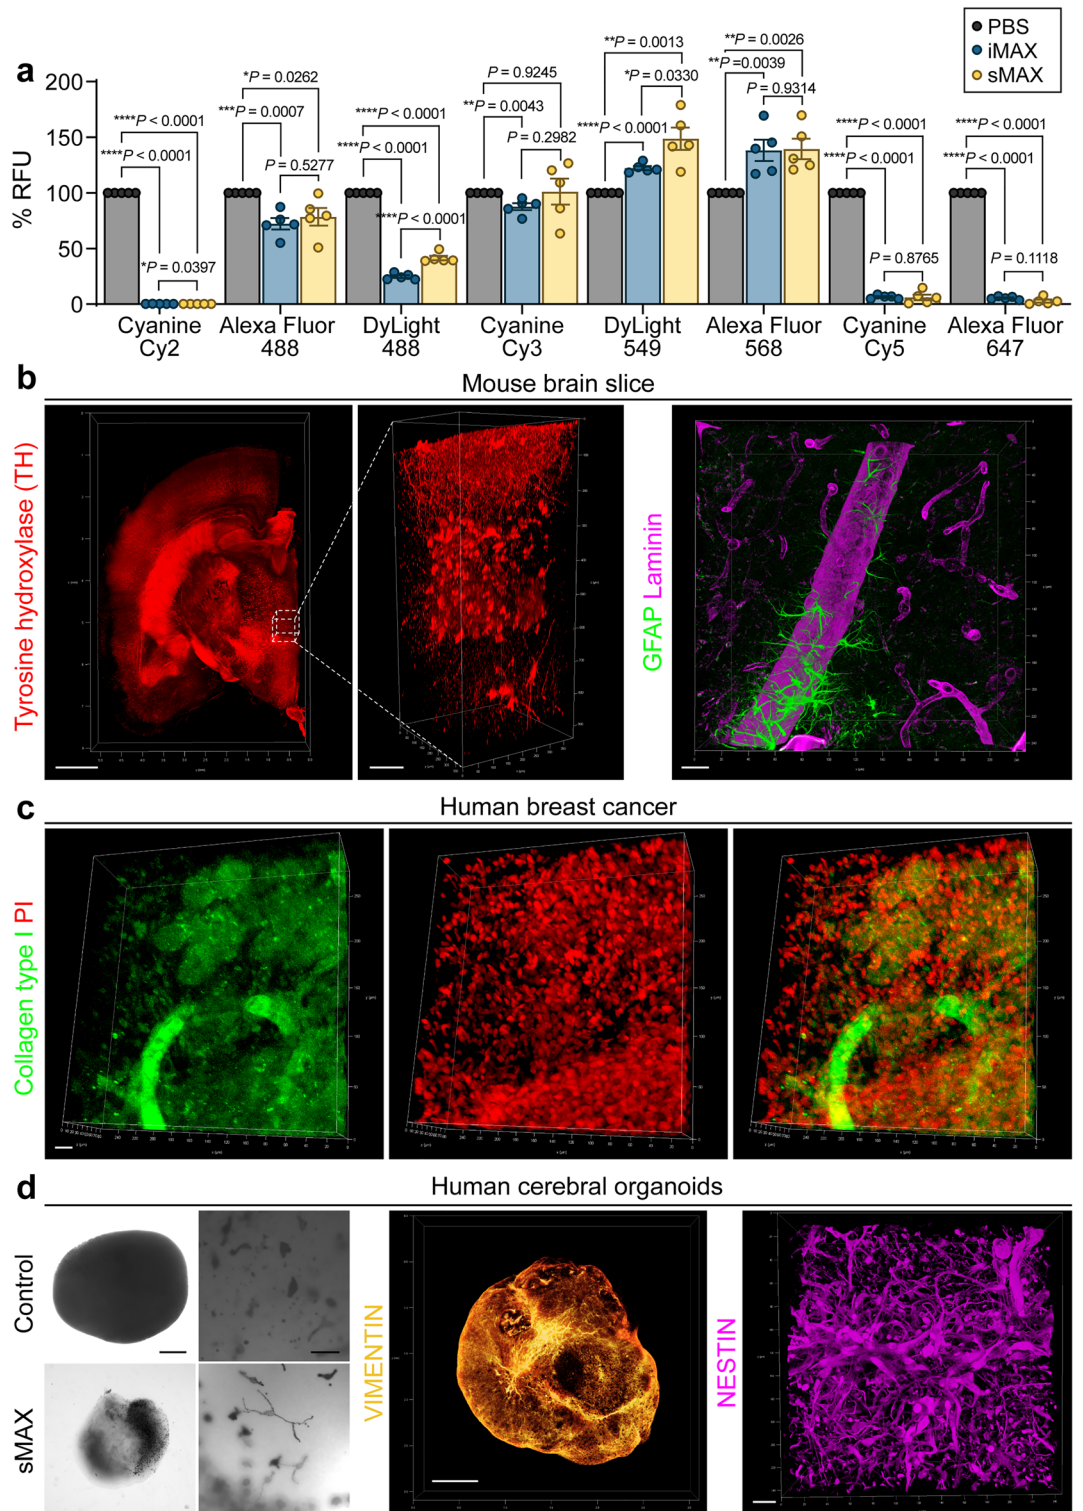 PBS
iMAX
sMAX
a
**P = 0.0013
**P = 0.0026
*P = 0.0262
P = 0.9245
*P = 0.0330
**P = 0.0039
200
****P < 0.0001
***P = 0.0007
****P < 0.0001
**P = 0.0043
P = 0.9314
****P < 0.0001
****P < 0.0001
150
****P < 0.0001
P = 0.5277
****P < 0.0001
P = 0.2982
****P < 0.0001
****P < 0.0001
****P < 0.0001
% RFU
100
****P < 0.0001
50
*P = 0.0397
P = 0.8765
P = 0.1118
0
Cyanine Alexa Fluor DyLight Cyanine DyLight Alexa Fluor Cyanine Alexa Fluor
Cy2 488 488 Cy3 549 568 Cy5 647
b
Mouse brain slice
Tyrosine hydroxylase (TH)
GFAP Laminin
c
Human breast cancer
Collagen type I PI
d
Human cerebral organoids
Control
sMAX
VIMENTIN
NESTIN